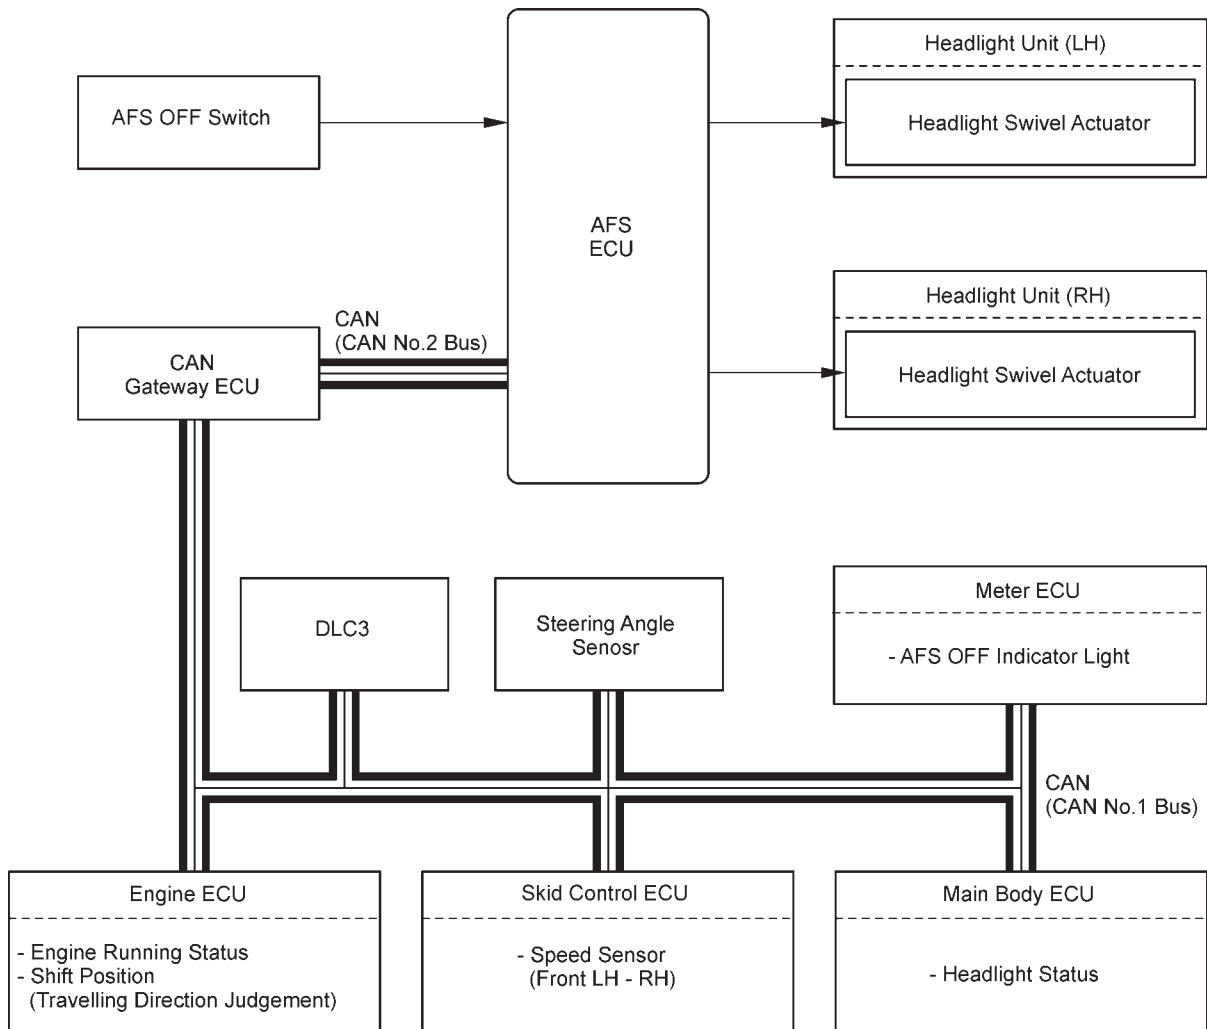 Headlight Unit (LH)
AFS OFF Switch
Headlight Swivel Actuator
AFS
ECU
Headlight Unit (RH)
CAN
(CAN No.2 Bus)
CAN
Gateway ECU
Headlight Swivel Actuator
DLC3
Steering Angle
Senosr
Meter ECU
- AFS OFF Indicator Light
CAN
(CAN No.1 Bus)
Engine ECU
- Engine Running Status
- Shift Position
(Travelling Direction Judgement)
Skid Control ECU
- Speed Sensor
(Front LH - RH)
Main Body ECU
- Headlight Status